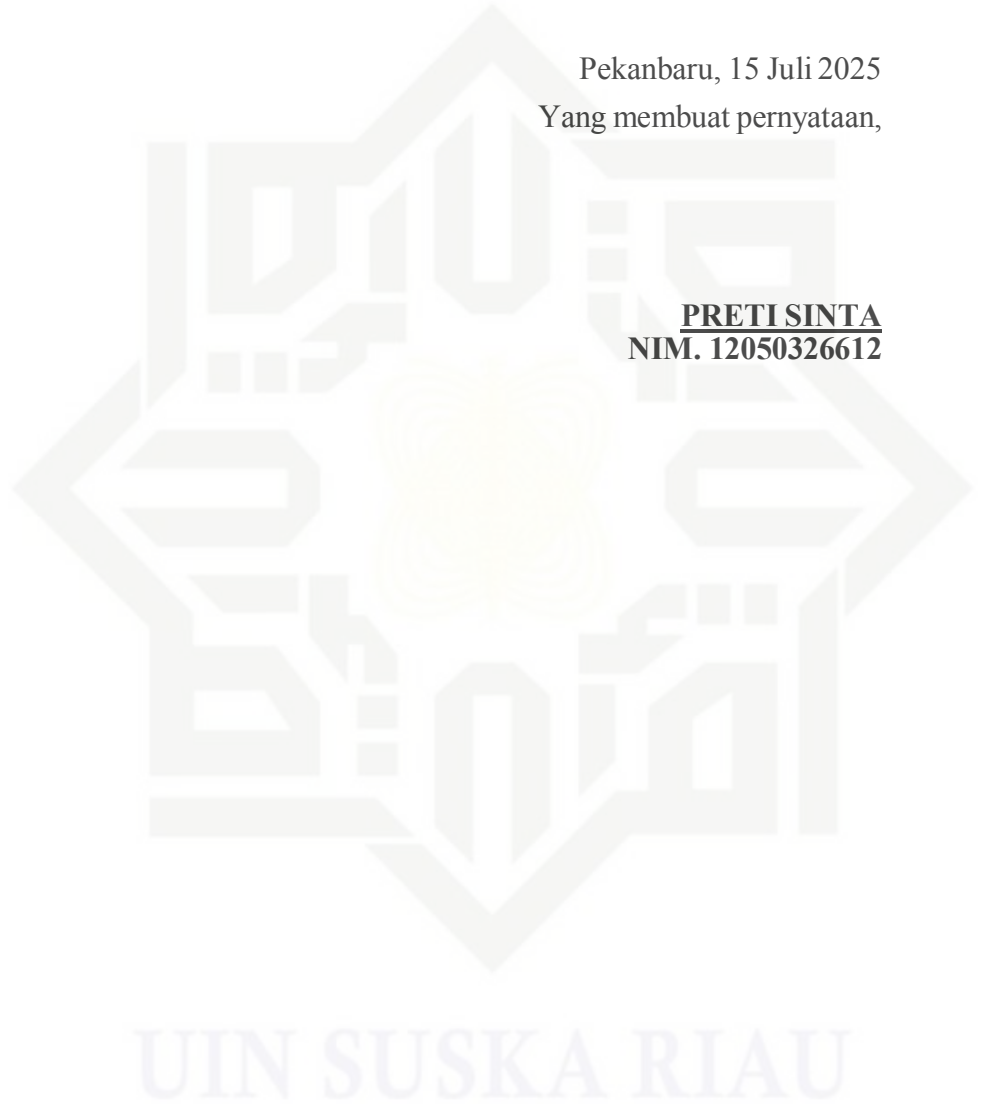 Pekanbaru, 15 Juli 2025
Yang membuat pernyataan,
PRETI SINTA
NIM. 12050326612
UIN SUSKA RIAU